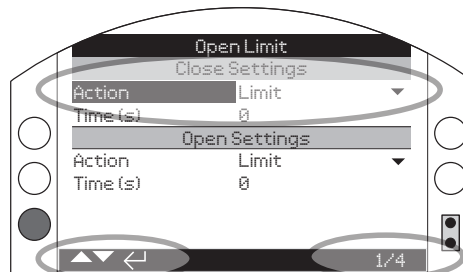 Open Limit
Close Settings
Action Limit
Time (s) 0
Open Settings
Action Limit
Time (s) 0
1/4